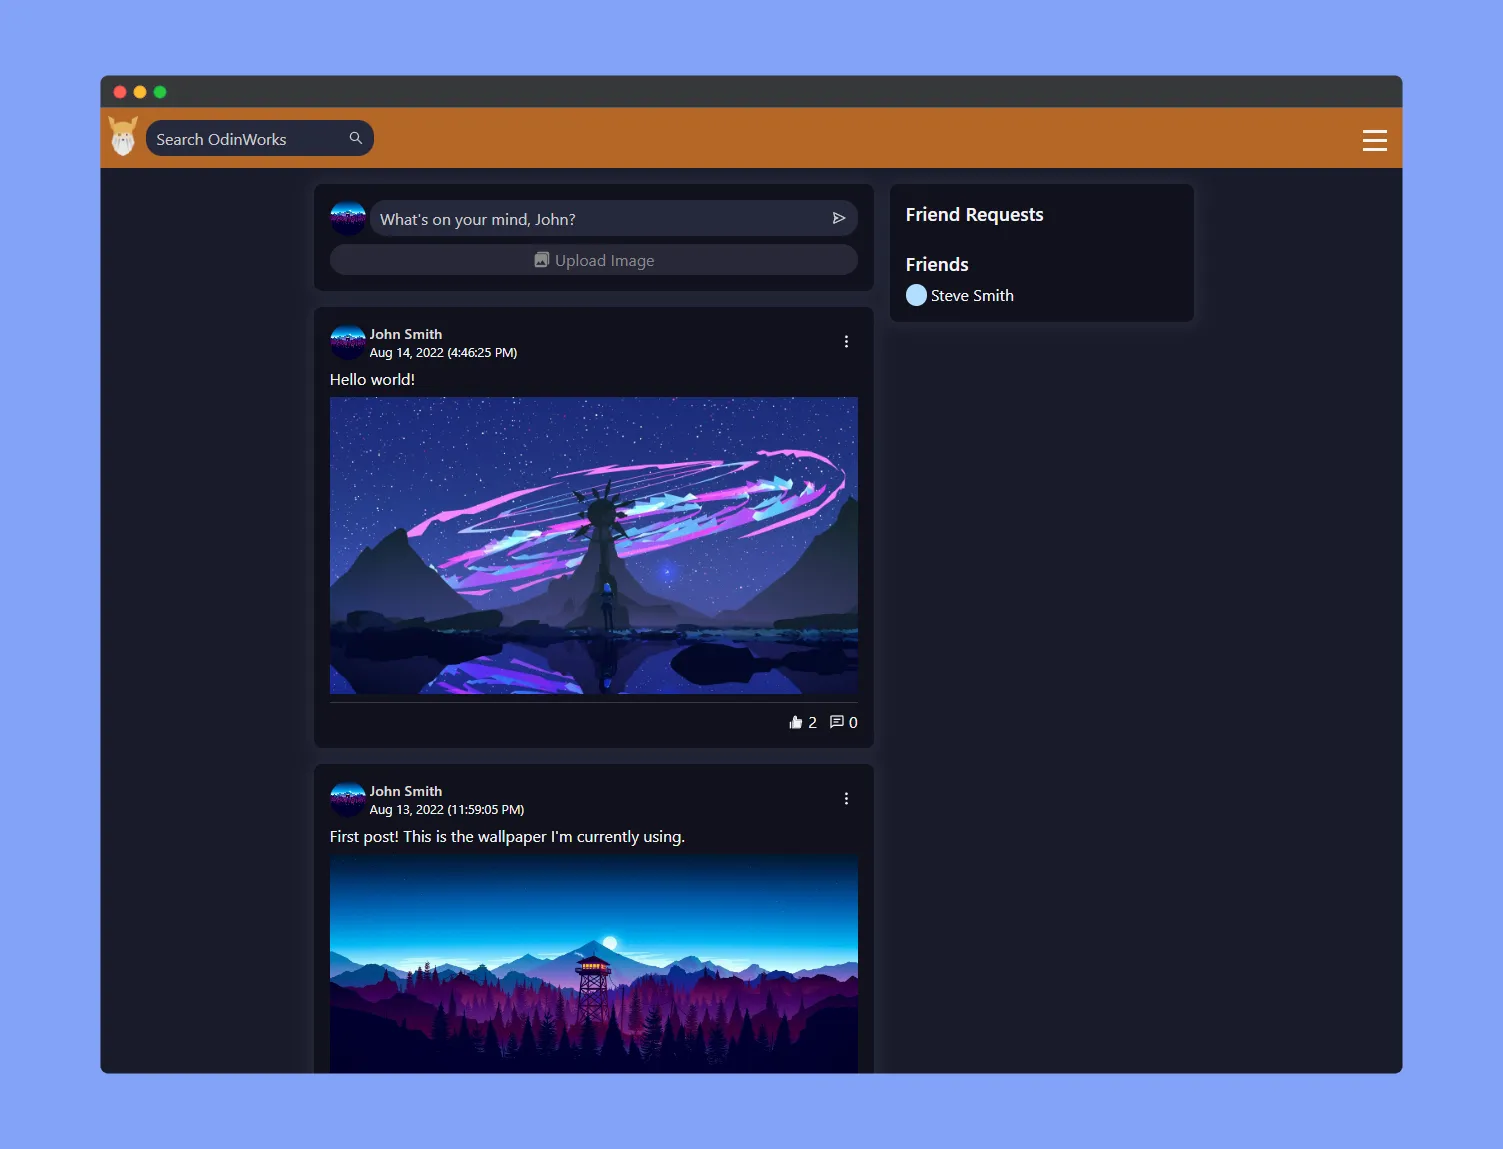 Search OdinWorks
What's on your mind, John?
Upload Image
John Smith
Aug 14, 2022 (4:46:25 PM)
Hello world!
2 0
John Smith
Aug 13, 2022 (11:59:05 PM)
First post! This is the wallpaper I'm currently using.
Friend Requests
Friends
Steve Smith